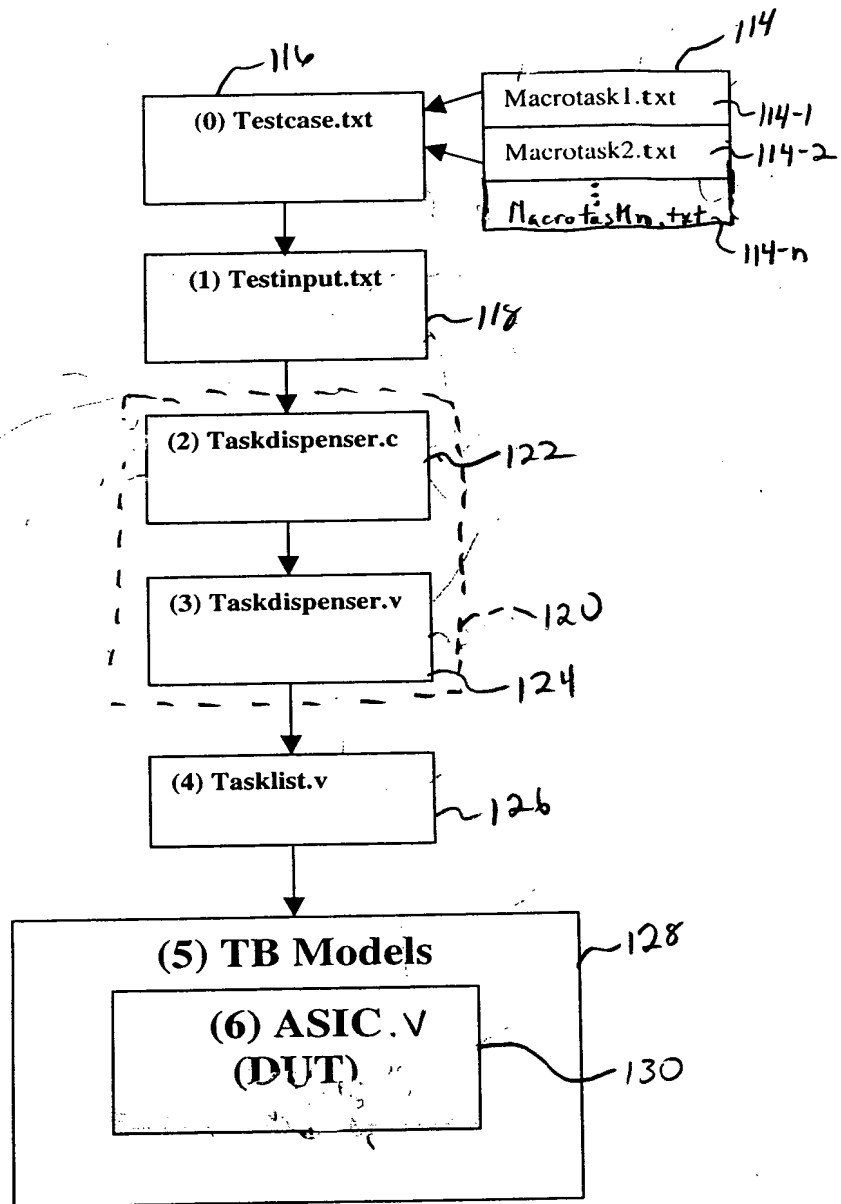 116
114
(0) Testcase.txt
Macrotask1.txt
114-1
Macrotask2.txt
114-2
Macrotaskn.txt
114-n
(1) Testinput.txt
118
(2) Taskdispenser.c
122
(3) Taskdispenser.v
120
124
(4) Tasklist.v
126
(5) TB Models
128
(6) ASIC.v
(DUT)
130